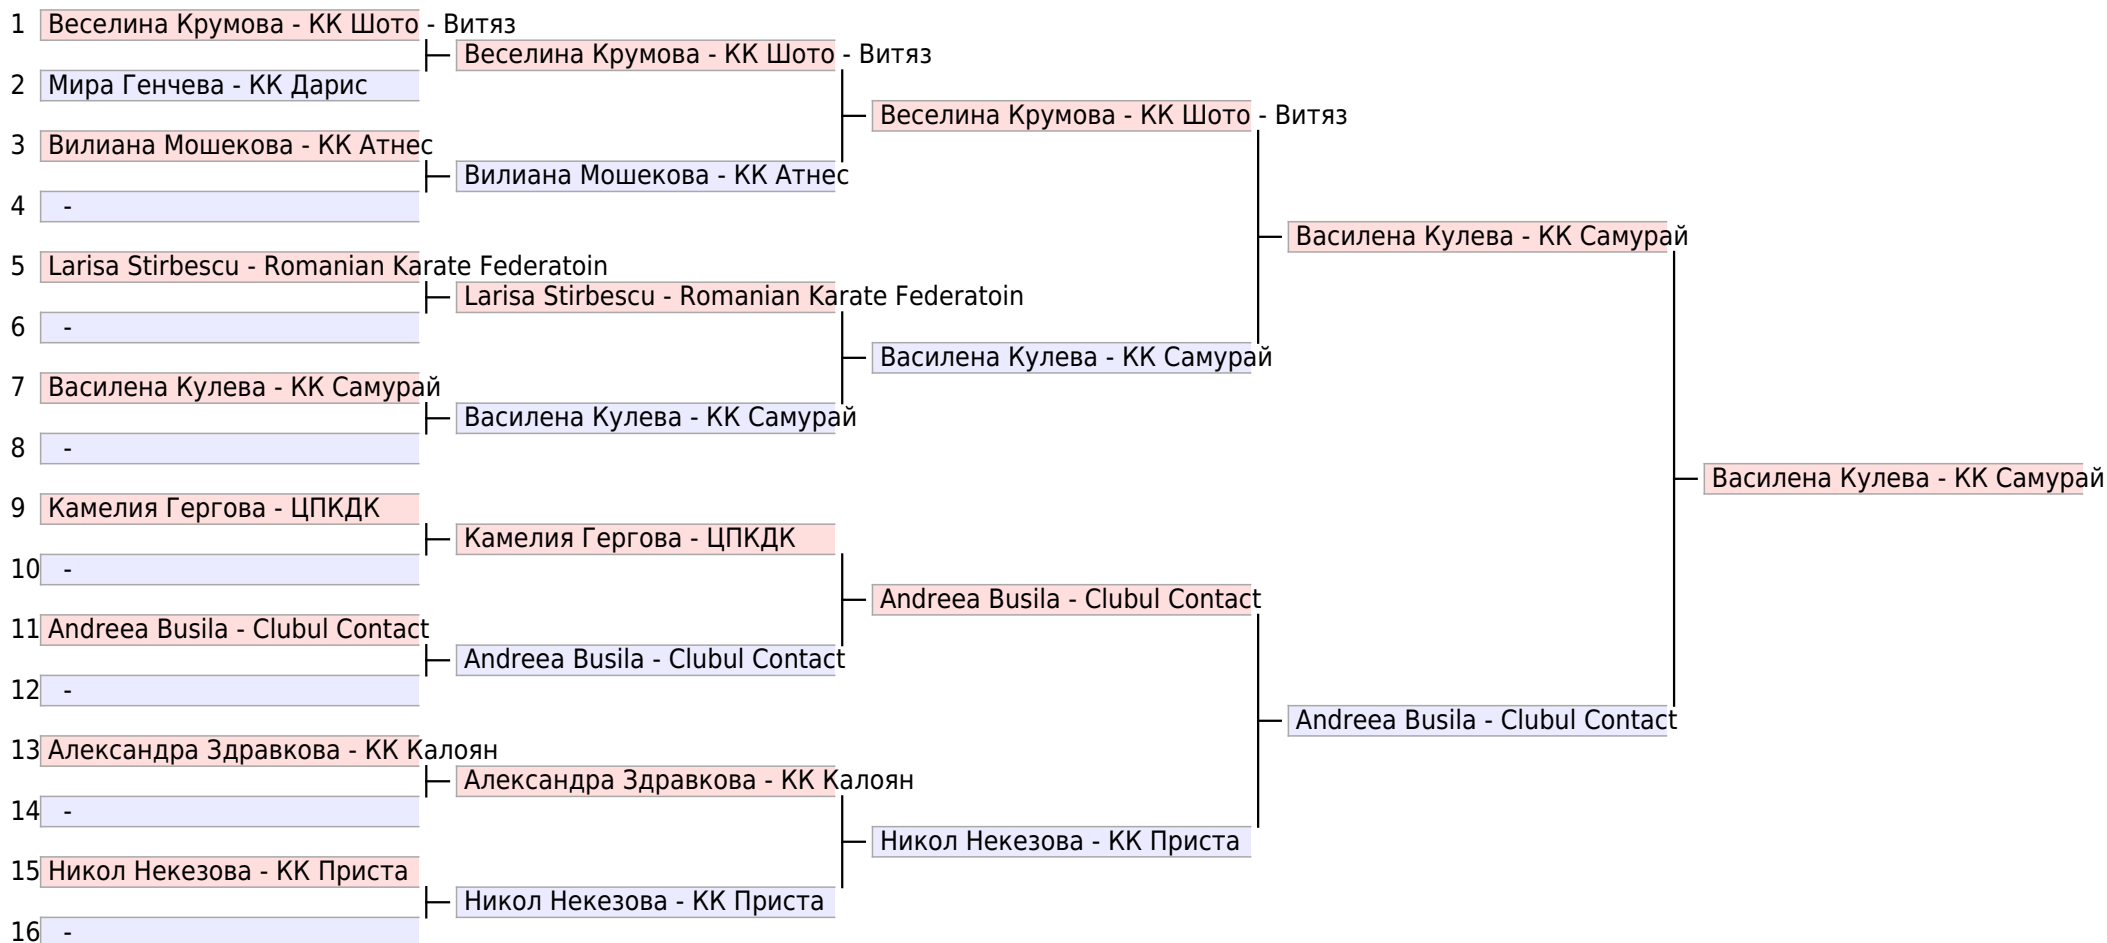 1 Веселина Крумова - КК Шото - Витяз
Веселина Крумова - КК Шото - Витяз
2 Мира Генчева - КК Дарис
Веселина Крумова - КК Шото - Витяз
3 Вилиана Мошекова - КК Атнес
Вилиана Мошекова - КК Атнес
4 -
Василена Кулева - КК Самурай
5 Larisa Stirbescu - Romanian Karate Federatoin
Larisa Stirbescu - Romanian Karate Federatoin
6 -
Василена Кулева - КК Самурай
7 Василена Кулева - КК Самурай
Василена Кулева - КК Самурай
8 -
Василена Кулева - КК Самурай
9 Камелия Гергова - ЦПКДК
Камелия Гергова - ЦПКДК
10 -
Andreea Busila - Clubul Contact
11 Andreea Busila - Clubul Contact
Andreea Busila - Clubul Contact
12 -
Andreea Busila - Clubul Contact
13 Александра Здравкова - КК Калоян
Александра Здравкова - КК Калоян
14 -
Никол Некезова - КК Приста
15 Никол Некезова - КК Приста
Никол Некезова - КК Приста
16 -